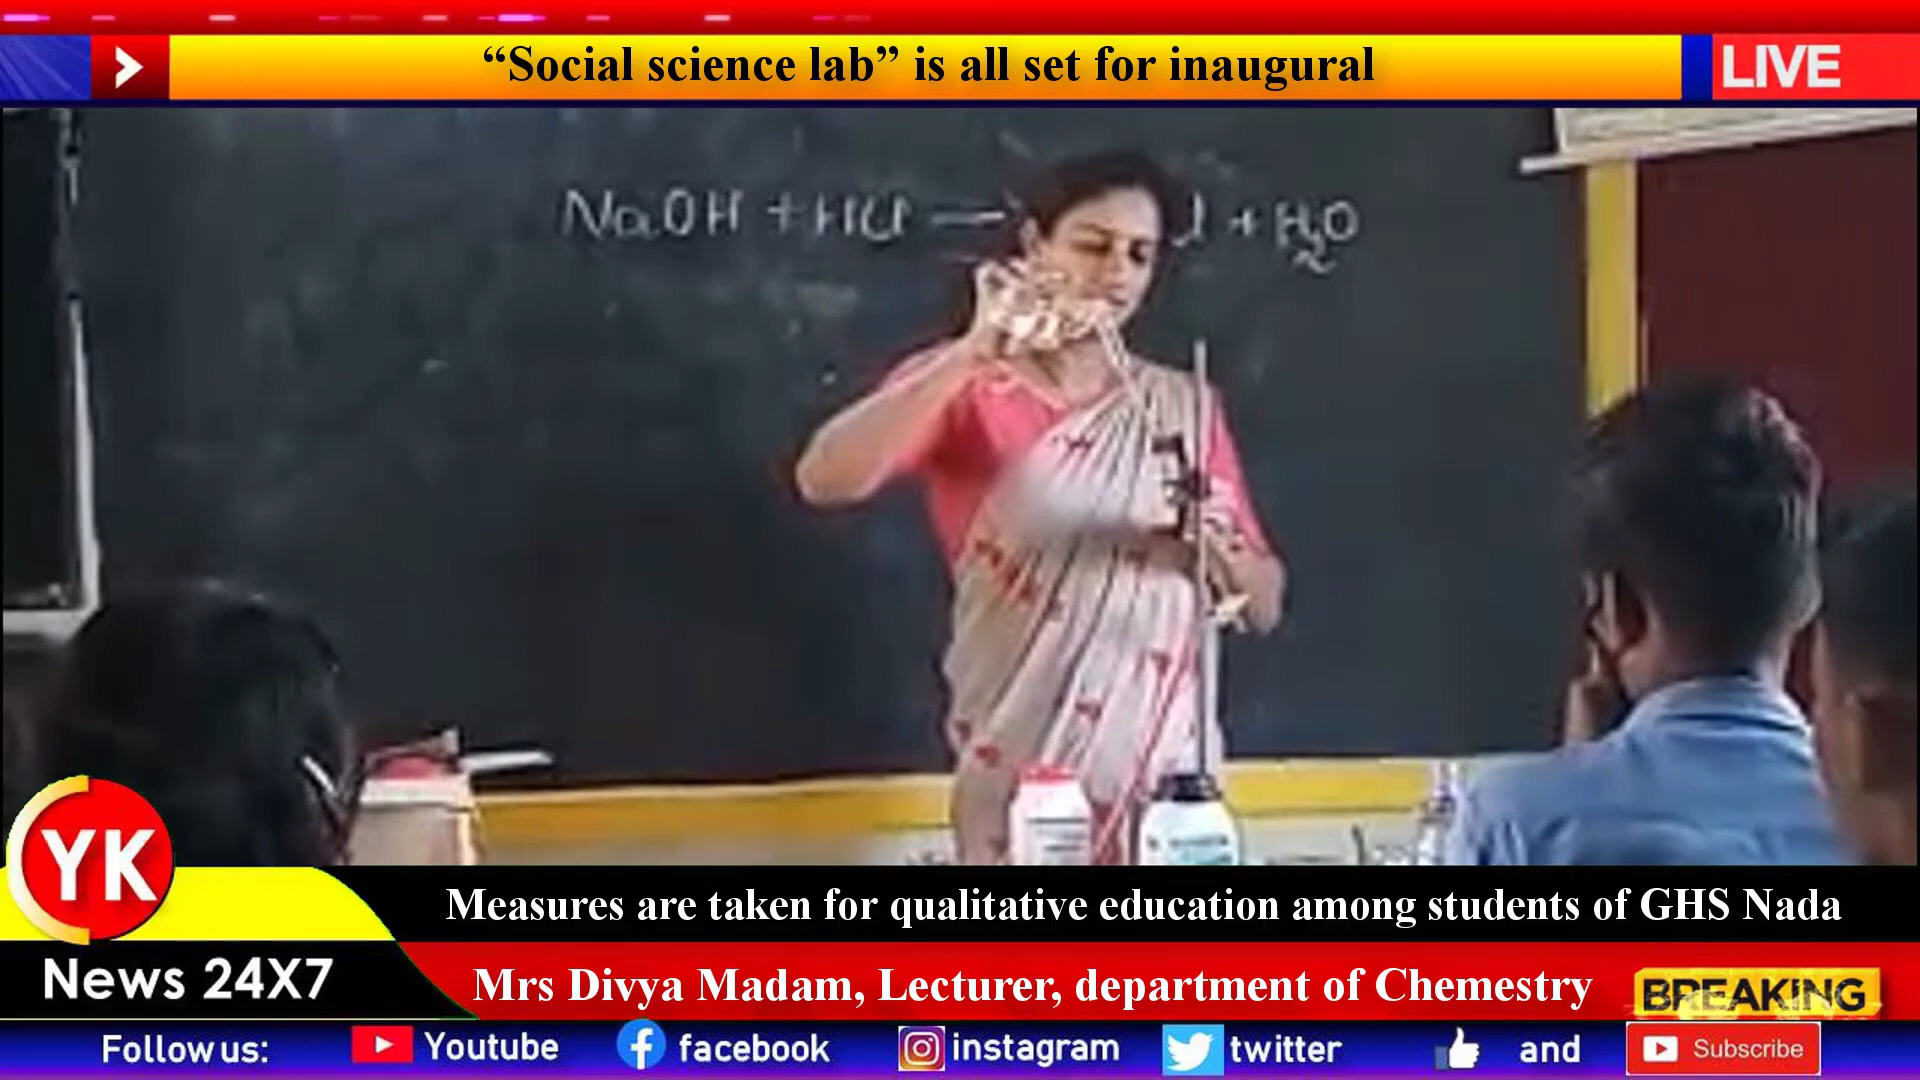 “Social science lab” is all set for inaugural
LIVE
NaOH + HCl + H₂O
YK
Measures are taken for qualitative education among students of GHS Nada
News 24X7
Mrs Divya Madam, Lecturer, department of Chemestry
BREAKING
Follow us: Youtube facebook instagram twitter and Subscribe